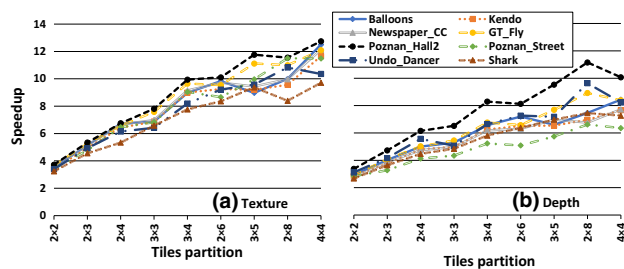 Balloons
Kendo
Newspaper_CC
GT_Fly
Poznan_Hall2
Poznan_Street
Undo_Dancer
Shark
Speedup
14
12
10
8
6
4
2
0
(a) Texture
(b) Depth
2×2 2×3 2×4 3×3 3×4 2×6 3×5 2×8 4×4
2×2 2×3 2×4 3×3 3×4 2×6 3×5 2×8 4×4
Tiles partition
Tiles partition